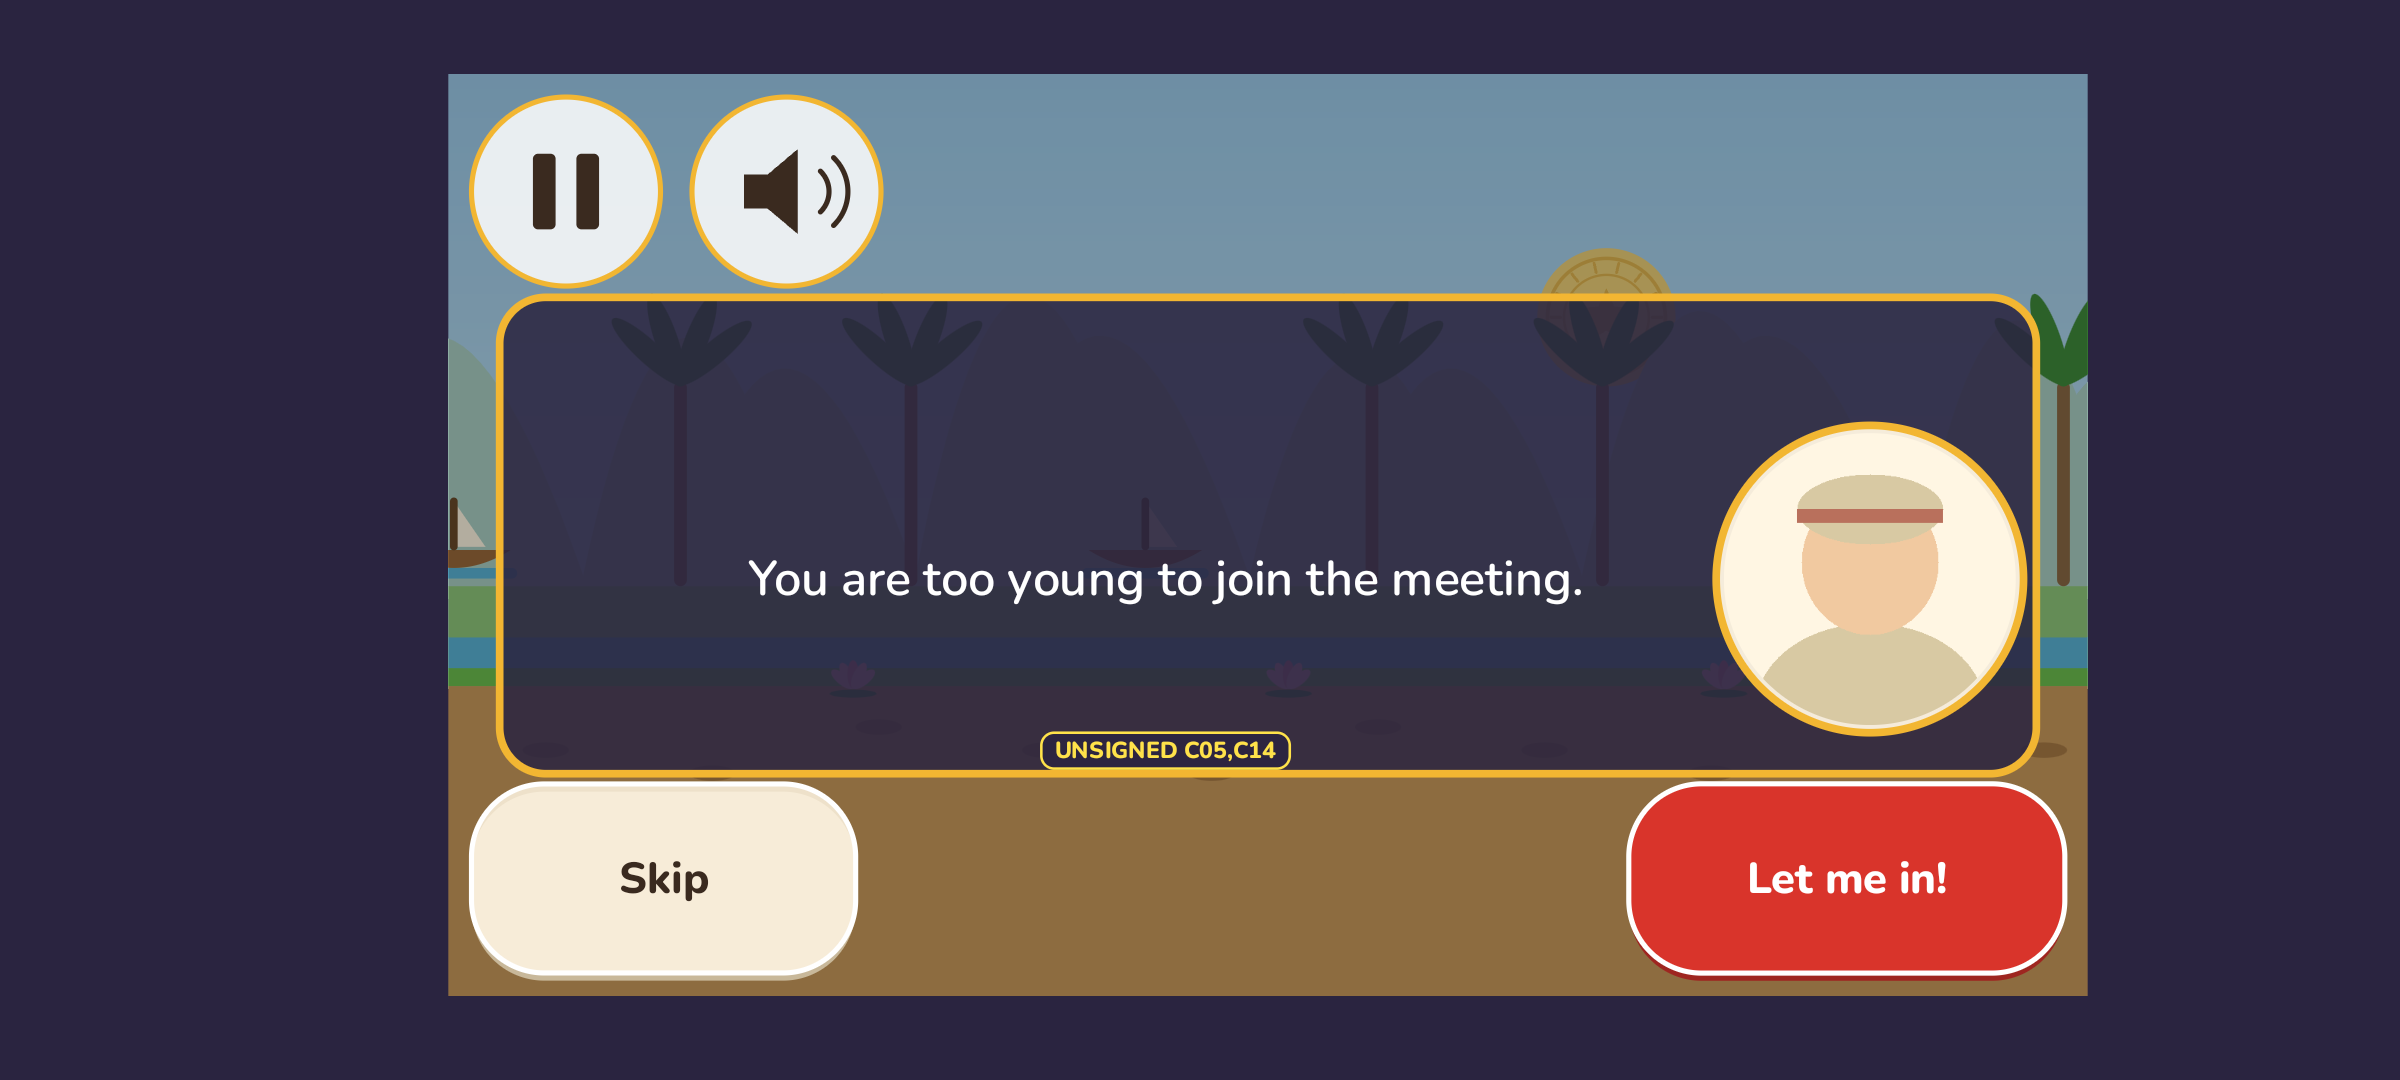 You are too young to join the meeting.
UNSIGNED C05,C14
Skip
Let me in!